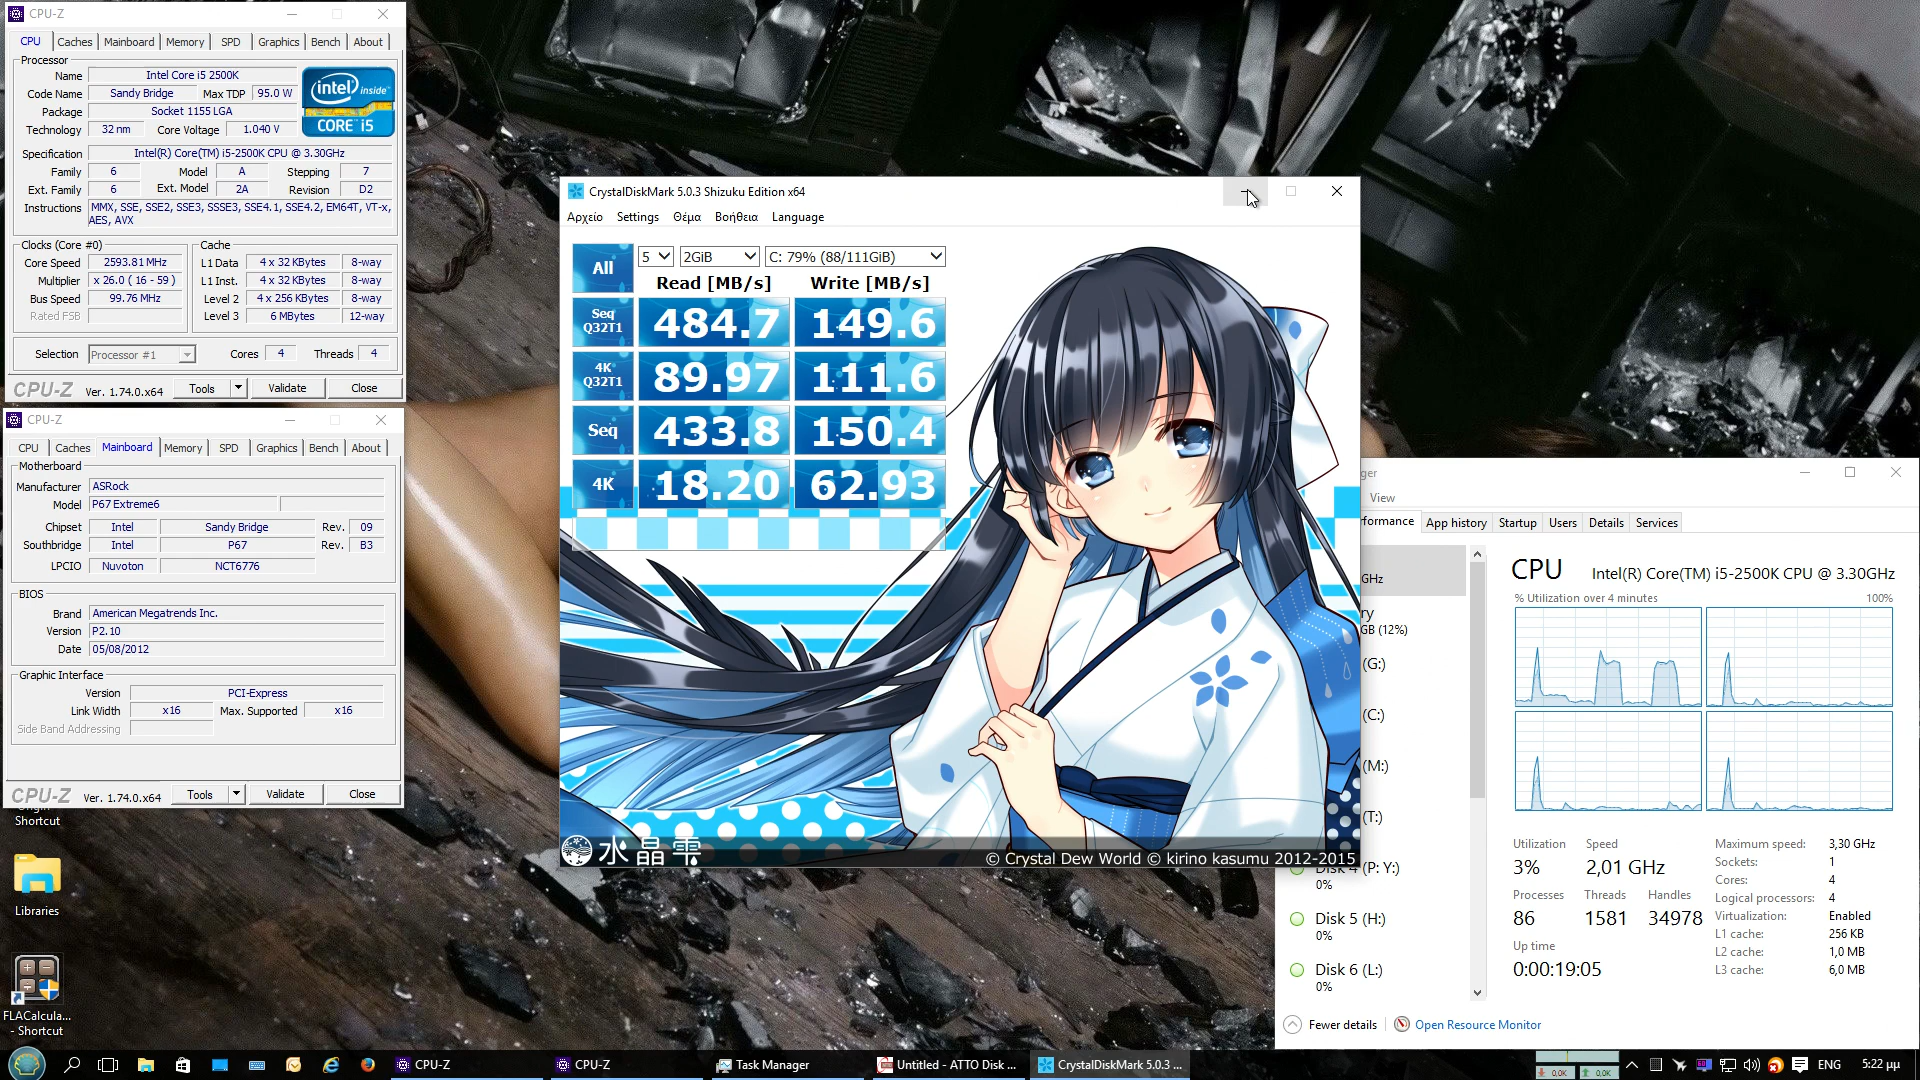 CPU-Z
CPU Caches Mainboard Memory SPD Graphics Bench About
Processor
Name Intel Core i5 2500K
Code Name Sandy Bridge Max TDP 95.0 W
Package Socket 1155 LGA
Technology 32 nm Core Voltage 1.040 V
intel inside™
CORE™ i5
Specification Intel(R) Core(TM) i5-2500K CPU @ 3.30GHz
Family 6 Model A Stepping 7
Ext. Family 6 Ext. Model 2A Revision D2
Instructions MMX, SSE, SSE2, SSE3, SSSE3, SSE4.1, SSE4.2, EM64T, VT-x,
AES, AVX
Clocks (Core #0) Cache
Core Speed 2593.81 MHz L1 Data 4 x 32 KBytes 8-way
Multiplier x 26.0 ( 16 - 59 ) L1 Inst. 4 x 32 KBytes 8-way
Bus Speed 99.76 MHz Level 2 4 x 256 KBytes 8-way
Rated FSB Level 3 6 MBytes 12-way
Selection Processor #1 Cores 4 Threads 4
CPU-Z Ver. 1.74.0.x64 Tools Validate Close
CPU-Z
CPU Caches Mainboard Memory SPD Graphics Bench About
Motherboard
Manufacturer ASRock
Model P67 Extreme6
Chipset Intel Sandy Bridge Rev. 09
Southbridge Intel P67 Rev. B3
LPCIO Nuvoton NCT6776
BIOS
Brand American Megatrends Inc.
Version P2.10
Date 05/08/2012
Graphic Interface
Version PCI-Express
Link Width x16 Max. Supported x16
Side Band Addressing
CPU-Z Ver. 1.74.0.x64 Tools Validate Close
CrystalDiskMark 5.0.3 Shizuku Edition x64
Αρχείο Settings Θέμα Βοήθεια Language
All 5 2GiB C: 79% (88/111GiB)
Read [MB/s] Write [MB/s]
Seq Q32T1 484.7 149.6
4K Q32T1 89.97 111.6
Seq 433.8 150.4
4K 18.20 62.93
水晶雫
© Crystal Dew World © kirino kasumu 2012-2015
ger
View
formance App history Startup Users Details Services
GHz
ry
GB (12%)
(G:)
(C:)
(M:)
(T:)
Disk 4 (P: Y:)
0%
Disk 5 (H:)
0%
Disk 6 (L:)
0%
CPU Intel(R) Core(TM) i5-2500K CPU @ 3.30GHz
% Utilization over 4 minutes 100%
Utilization Speed
3% 2,01 GHz
Processes Threads Handles
86 1581 34978
Up time
0:00:19:05
Maximum speed: 3,30 GHz
Sockets: 1
Cores: 4
Logical processors: 4
Virtualization: Enabled
L1 cache: 256 KB
L2 cache: 1,0 MB
L3 cache: 6,0 MB
Fewer details Open Resource Monitor
Shortcut
Libraries
FLACalcula...
- Shortcut
CPU-Z
CPU-Z
Task Manager
Untitled - ATTO Disk ...
CrystalDiskMark 5.0.3 ...
0,0K 0,0K
ENG
5:22 μμ